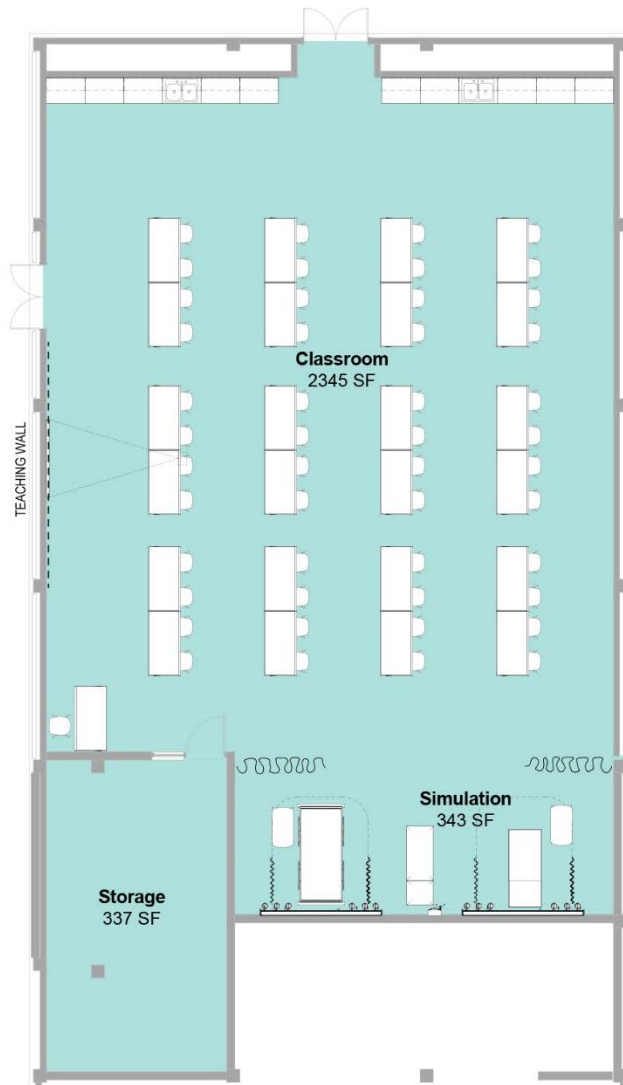 Classroom
2345 SF
TEACHING WALL
Simulation
343 SF
Storage
337 SF